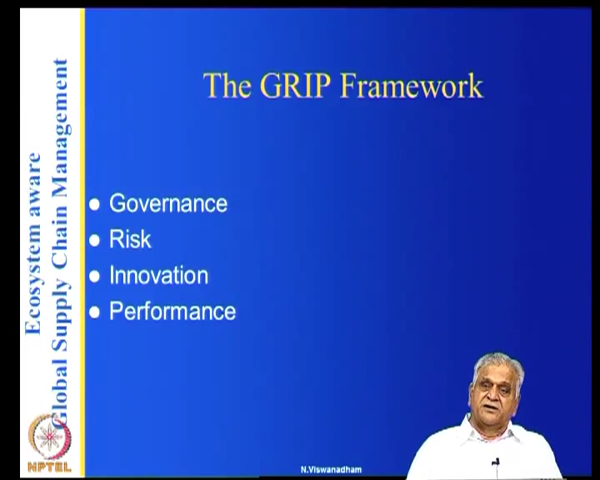 The GRIP Framework
Ecosystem aware
Global Supply Chain Management
Governance
Risk
Innovation
Performance
NPTEL
N.Viswanadham